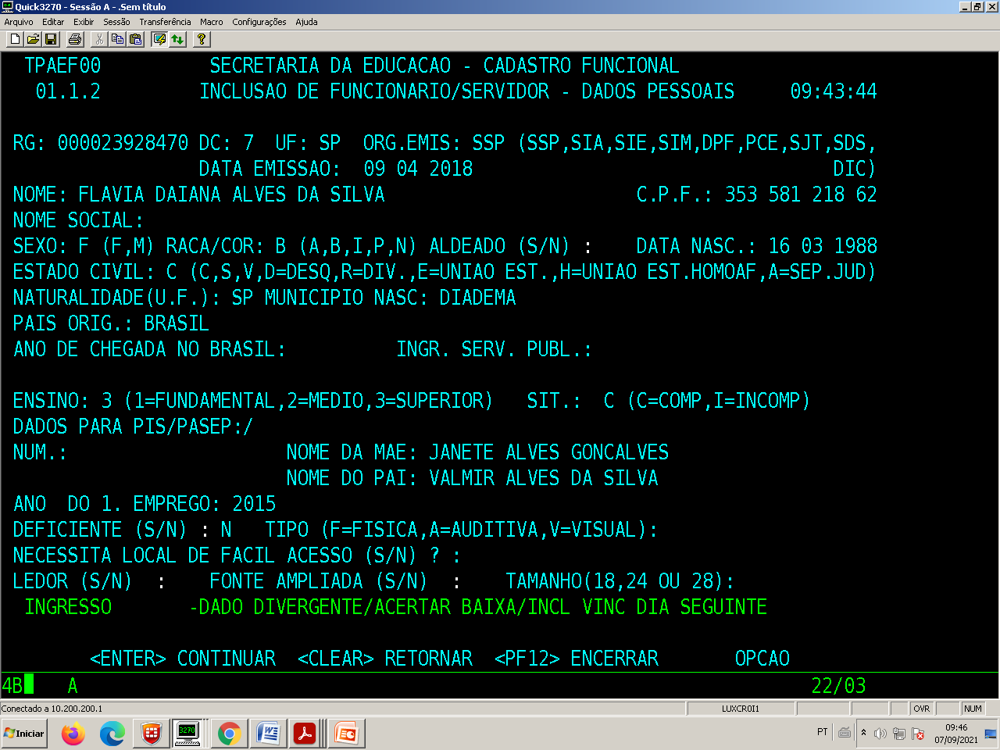 Quick3270 - Sessão A - .Sem título
Arquivo Editar Exibir Sessão Transferência Macro Configurações Ajuda
TPAEF00 SECRETARIA DA EDUCACAO - CADASTRO FUNCIONAL
01.1.2 INCLUSAO DE FUNCIONARIO/SERVIDOR - DADOS PESSOAIS 09:43:44
RG: 000023928470 DC: 7 UF: SP ORG.EMIS: SSP (SSP,SIA,SIE,SIM,DPF,PCE,SJT,SDS,
DATA EMISSAO: 09 04 2018 DIC)
NOME: FLAVIA DAIANA ALVES DA SILVA C.P.F.: 353 581 218 62
NOME SOCIAL:
SEXO: F (F,M) RACA/COR: B (A,B,I,P,N) ALDEADO (S/N) : DATA NASC.: 16 03 1988
ESTADO CIVIL: C (C,S,V,D=DESQ,R=DIV.,E=UNIAO EST.,H=UNIAO EST.HOMOAF,A=SEP.JUD)
NATURALIDADE(U.F.): SP MUNICIPIO NASC: DIADEMA
PAIS ORIG.: BRASIL
ANO DE CHEGADA NO BRASIL: INGR. SERV. PUBL.:
ENSINO: 3 (1=FUNDAMENTAL,2=MEDIO,3=SUPERIOR) SIT.: C (C=COMP,I=INCOMP)
DADOS PARA PIS/PASEP:/
NUM.: NOME DA MAE: JANETE ALVES GONCALVES
NOME DO PAI: VALMIR ALVES DA SILVA
ANO DO 1. EMPREGO: 2015
DEFICIENTE (S/N) : N TIPO (F=FISICA,A=AUDITIVA,V=VISUAL):
NECESSITA LOCAL DE FACIL ACESSO (S/N) ? :
LEDOR (S/N) : FONTE AMPLIADA (S/N) : TAMANHO(18,24 OU 28):
INGRESSO -DADO DIVERGENTE/ACERTAR BAIXA/INCL VINC DIA SEGUINTE
<ENTER> CONTINUAR <CLEAR> RETORNAR <PF12> ENCERRAR OPCAO
4B A 22/03
Conectado a 10.200.200.1 LUXCR0I1 OVR NUM
Iniciar 3270 PT 09:46
07/09/2021